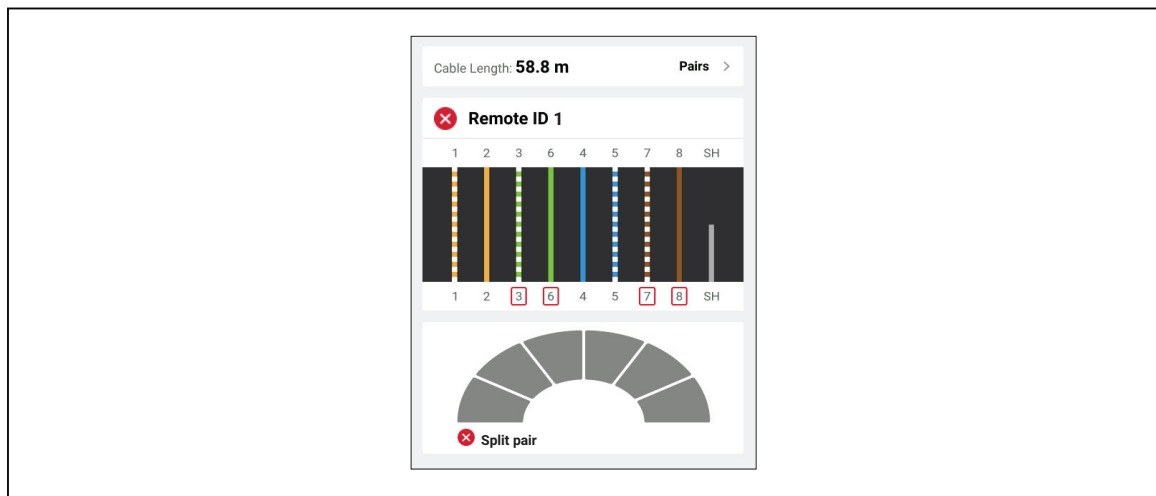 Cable Length: 58.8 m Pairs >
Remote ID 1
1 2 3 6 4 5 7 8 SH
1 2 3 6 4 5 7 8 SH
Split pair